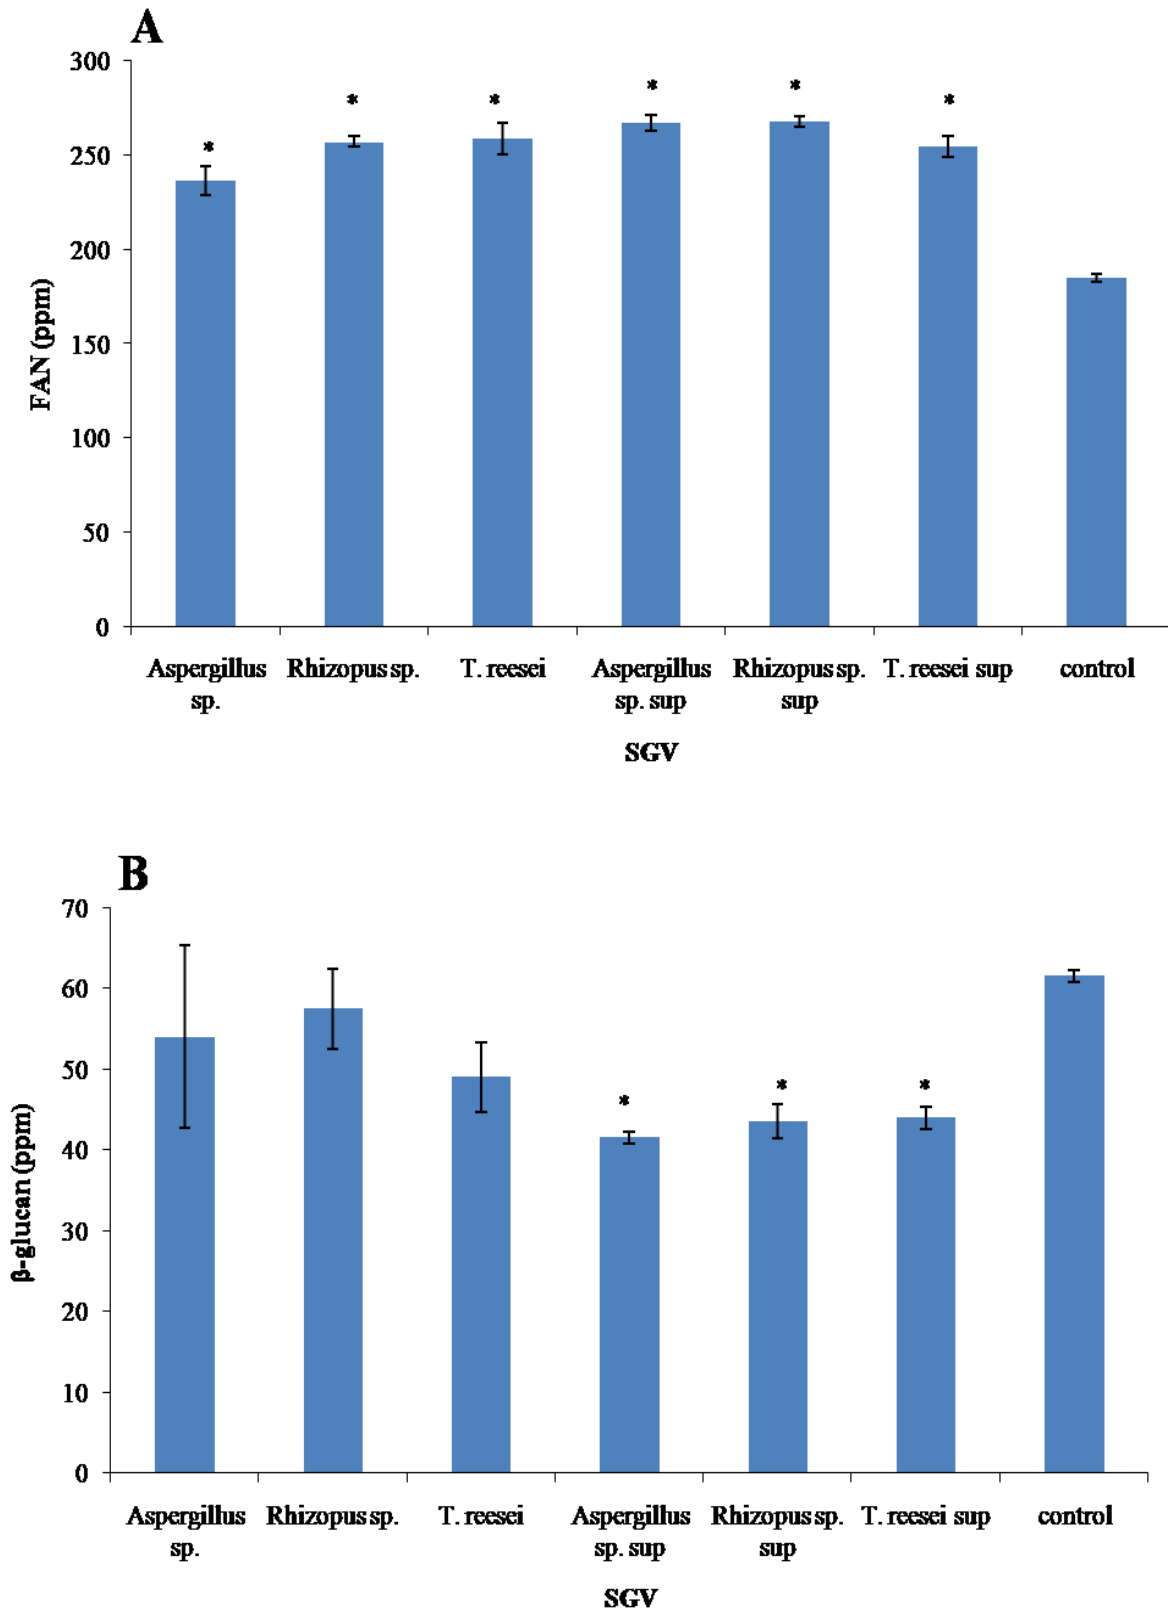 A
300
250
200
150
100
50
0
FAN (ppm)
* * * * * *
Aspergillus sp.
Rhizopus sp.
T. reesei
Aspergillus sp. sup
Rhizopus sp. sup
T. reesei sup
control
SGV
B
70
60
50
40
30
20
10
0
β-glucan (ppm)
* * *
Aspergillus sp.
Rhizopus sp.
T. reesei
Aspergillus sp. sup
Rhizopus sp. sup
T. reesei sup
control
SGV